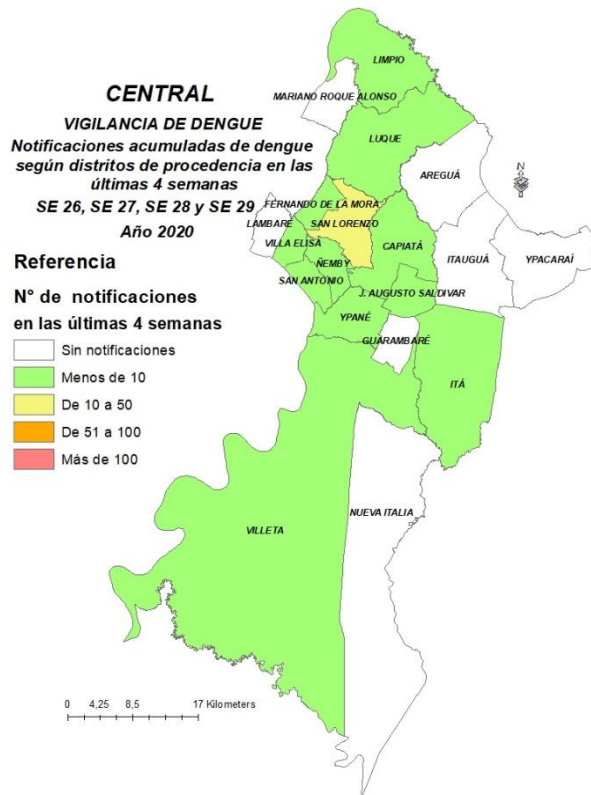 CENTRAL
VIGILANCIA DE DENGUE
Notificaciones acumuladas de dengue
según distritos de procedencia en las
últimas 4 semanas
SE 26, SE 27, SE 28 y SE 29
Año 2020
Referencia
N° de notificaciones
en las últimas 4 semanas
Sin notificaciones
Menos de 10
De 10 a 50
De 51 a 100
Más de 100
LIMPIO
MARIANO ROQUE ALONSO
LUQUE
AREGUÁ
N
FERNANDO DE LA MORA
LAMBARÉ
SAN LORENZO
VILLA ELISA
CAPIATÁ
ITAUGUÁ
YPACARAÍ
ÑEMBY
SAN ANTONIO
J. AUGUSTO SALDIVAR
YPANÉ
GUARAMBARÉ
ITÁ
NUEVA ITALIA
VILLETA
0 4,25 8,5 17 Kilometers